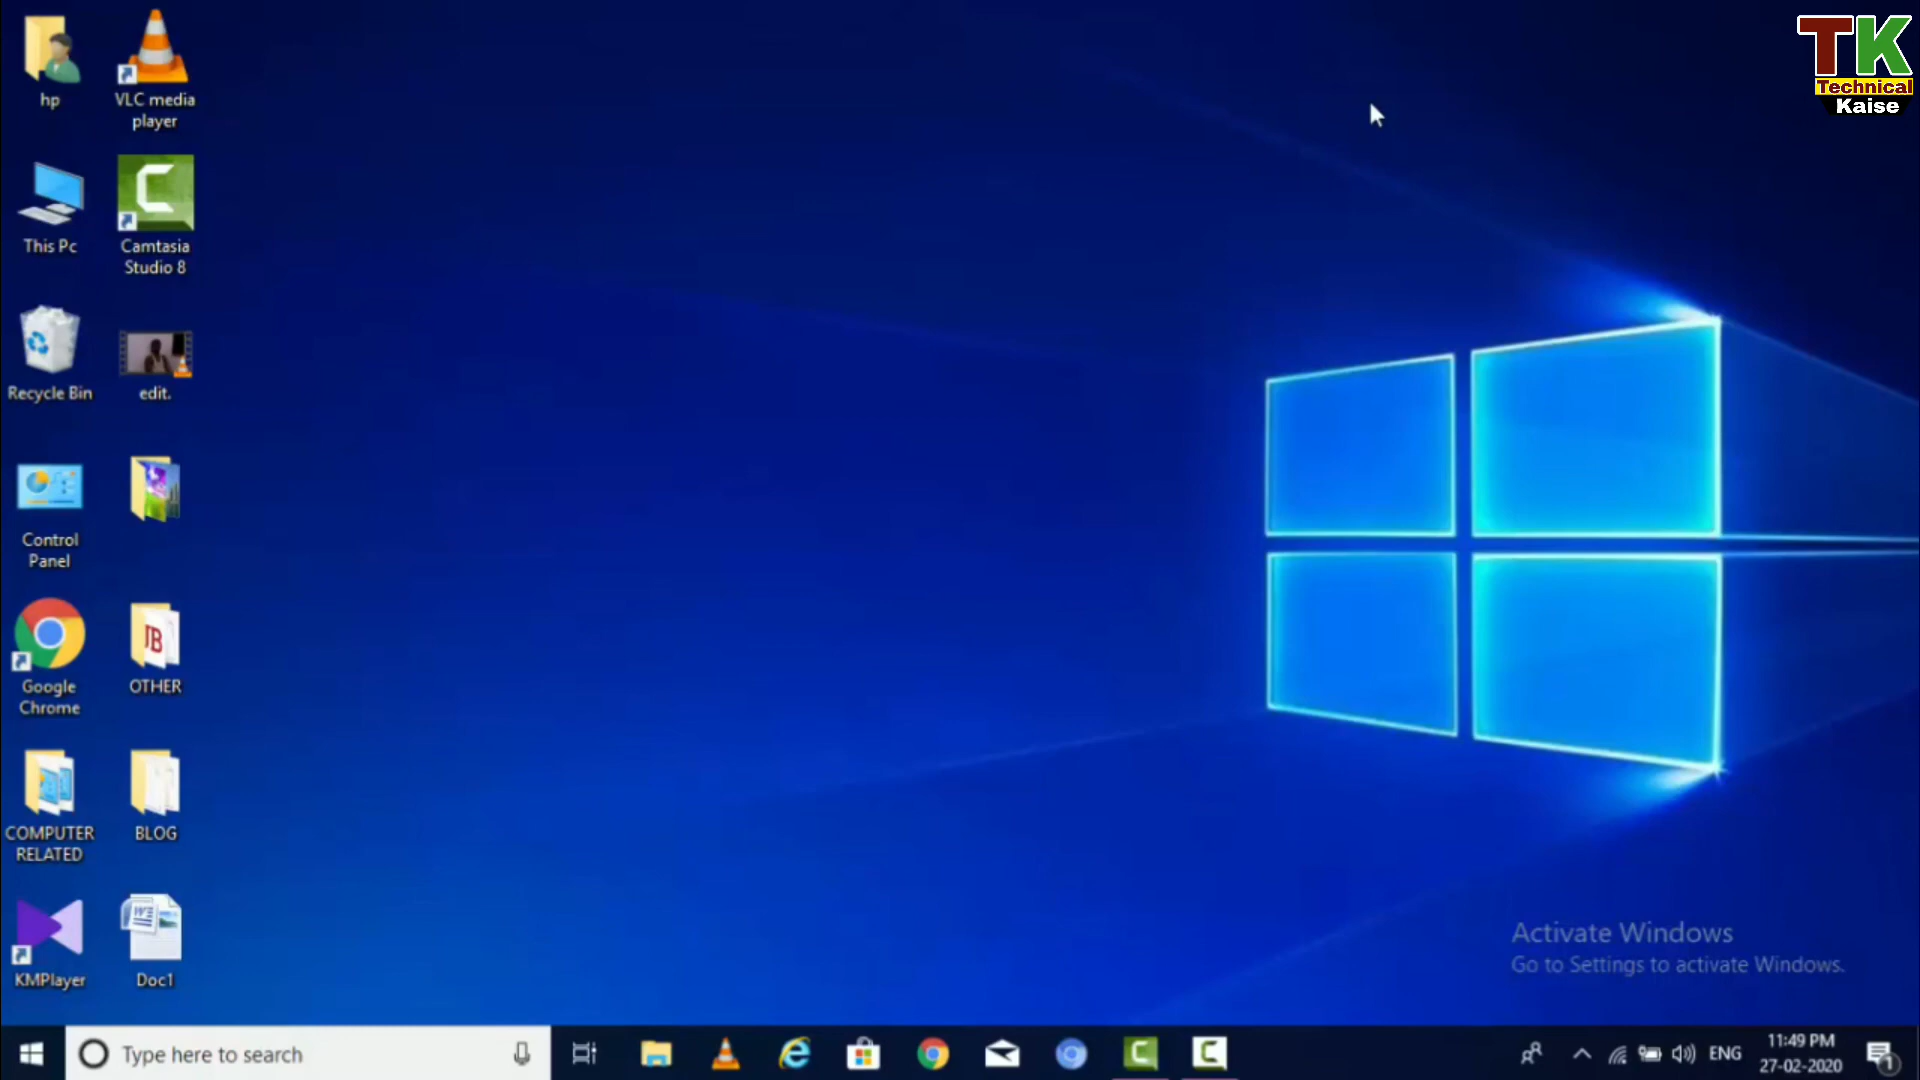 TK
Technical
Kaise
hp
VLC media
player
This Pc
Camtasia
Studio 8
Recycle Bin
edit.
Control
Panel
Google
Chrome
JB
OTHER
COMPUTER
RELATED
BLOG
KMPlayer
W
Doc1
Activate Windows
Go to Settings to activate Windows.
Type here to search
ENG
11:49 PM
27-02-2020
1